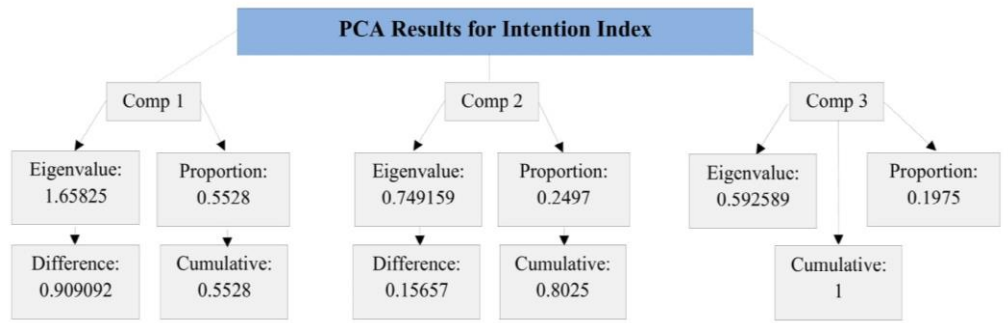 PCA Results for Intention Index
Comp 1
Comp 2
Comp 3
Eigenvalue:
1.65825
Proportion:
0.5528
Eigenvalue:
0.749159
Proportion:
0.2497
Eigenvalue:
0.592589
Proportion:
0.1975
Difference:
0.909092
Cumulative:
0.5528
Difference:
0.15657
Cumulative:
0.8025
Cumulative:
1